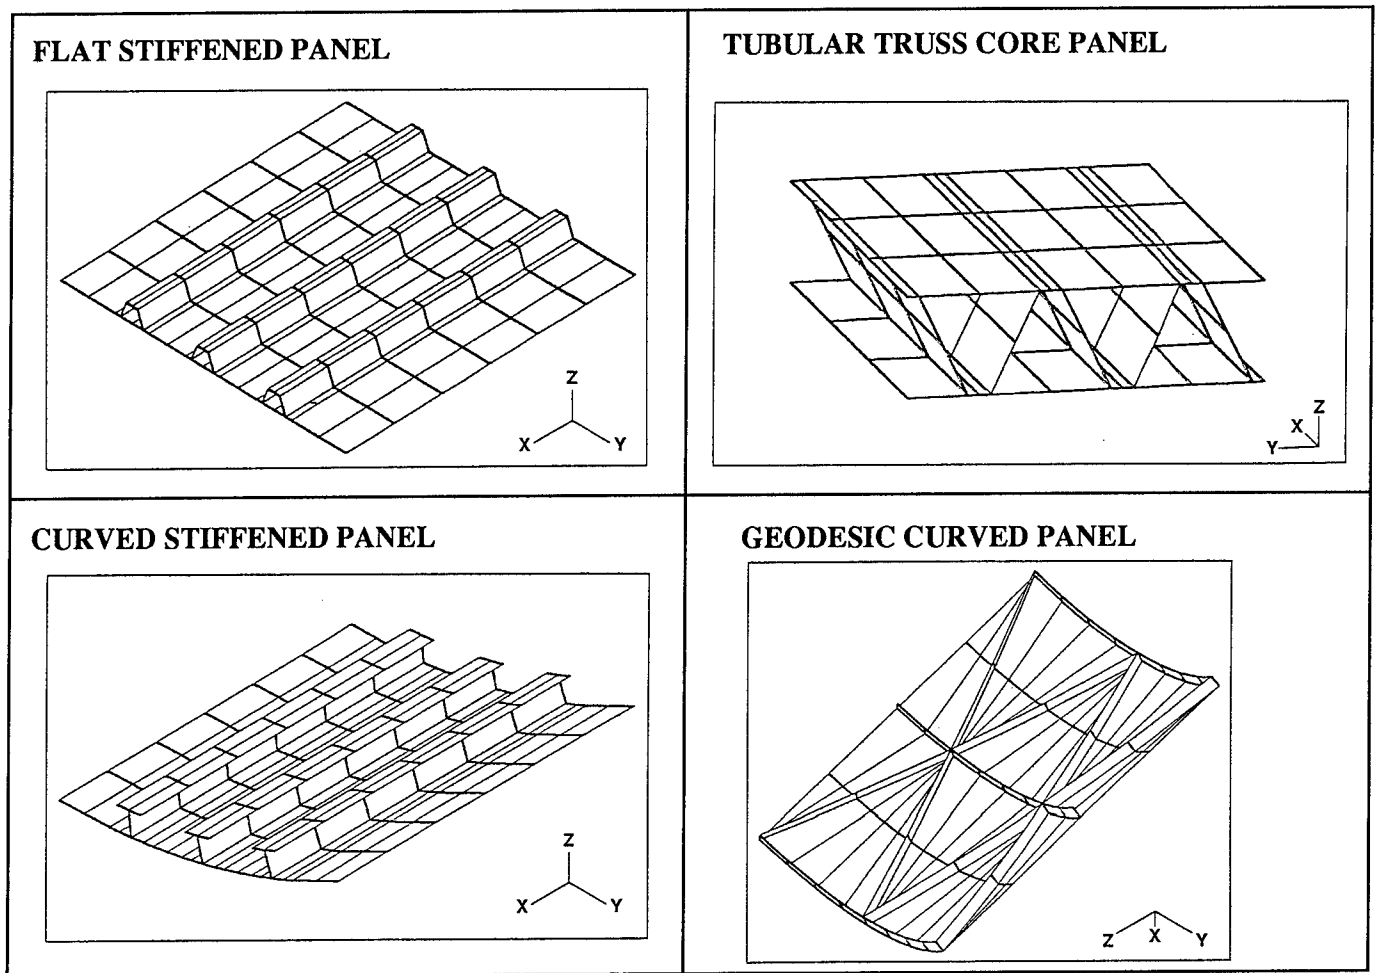 FLAT STIFFENED PANEL
Z
X
Y
TUBULAR TRUSS CORE PANEL
Z
X
Y
CURVED STIFFENED PANEL
Z
X
Y
GEODESIC CURVED PANEL
Z
X
Y